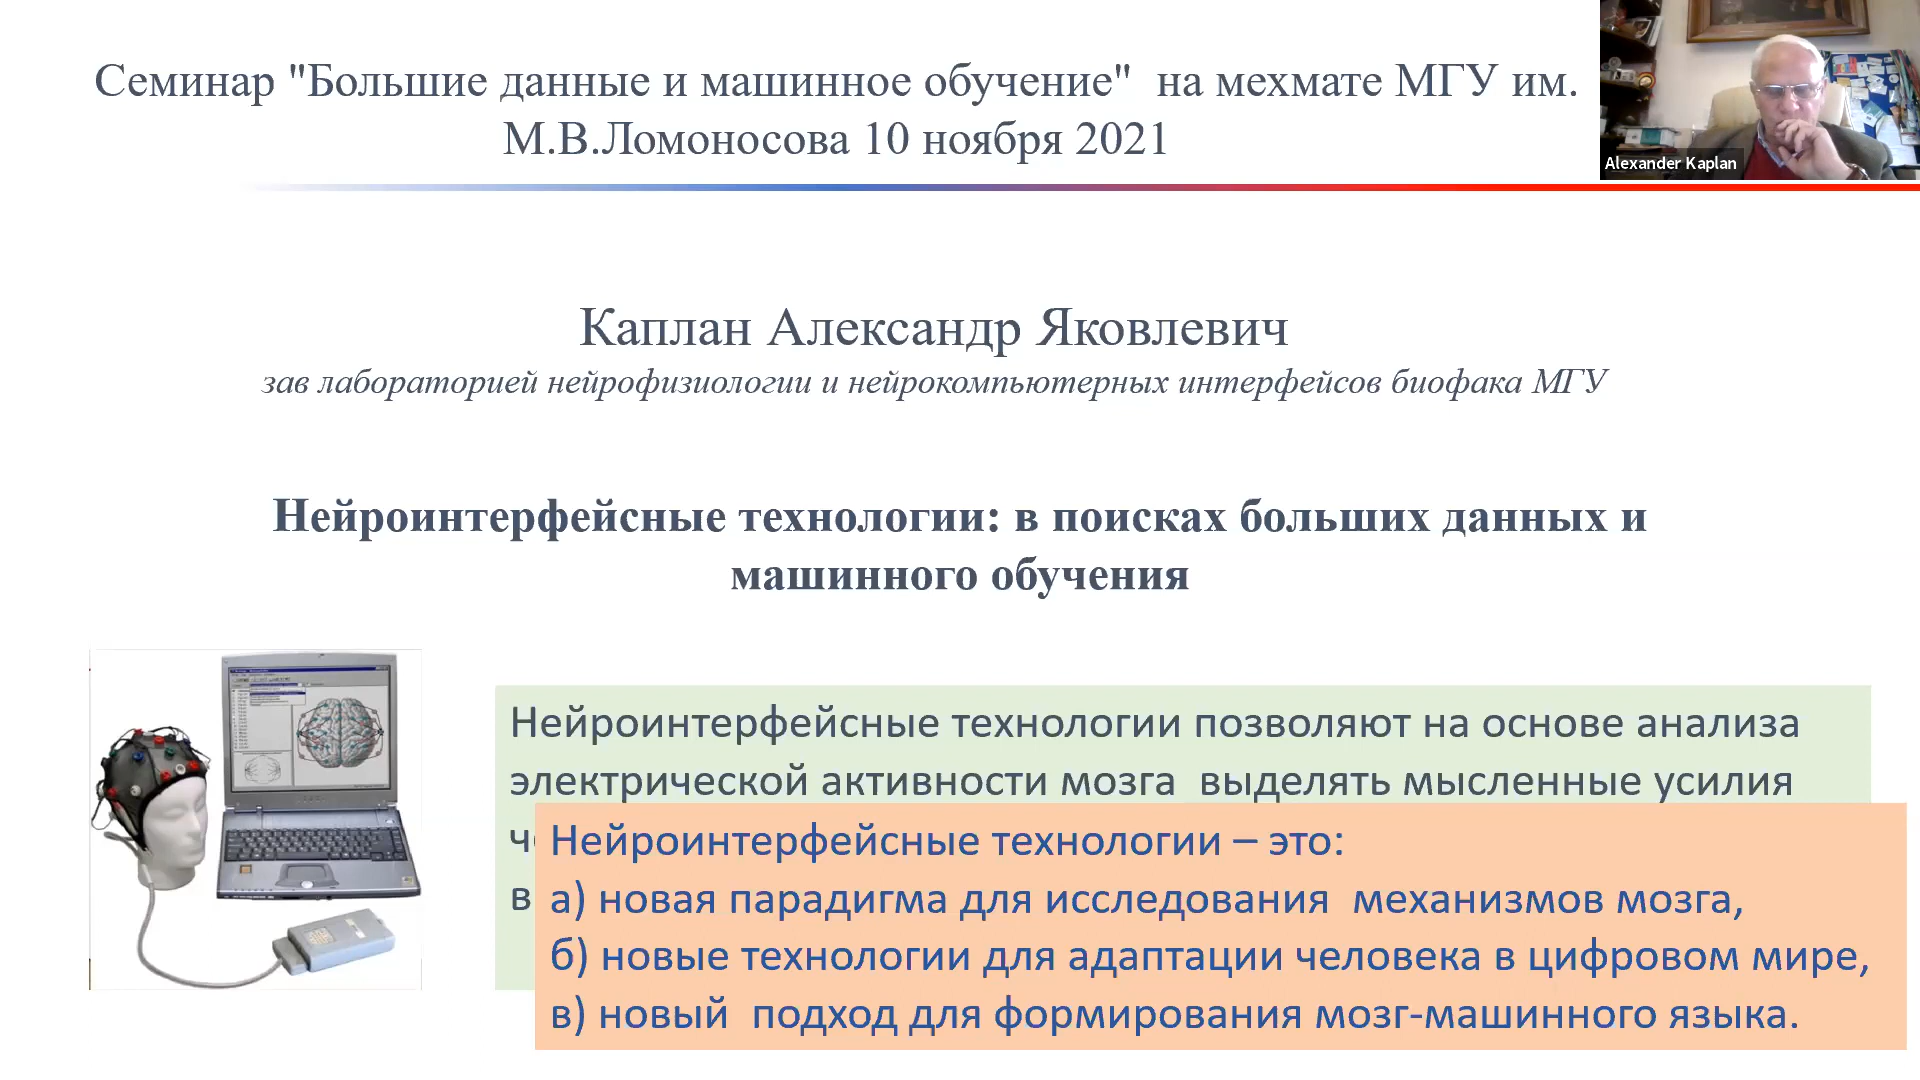 Семинар "Большие данные и машинное обучение" на мехмате МГУ им.
М.В.Ломоносова 10 ноября 2021
Alexander Kaplan
Каплан Александр Яковлевич
зав лабораторией нейрофизиологии и нейрокомпьютерных интерфейсов биофака МГУ
Нейроинтерфейсные технологии: в поисках больших данных и
машинного обучения
Нейроинтерфейсные технологии позволяют на основе анализа
электрической активности мозга выделять мысленные усилия
Нейроинтерфейсные технологии – это:
а) новая парадигма для исследования механизмов мозга,
б) новые технологии для адаптации человека в цифровом мире,
в) новый подход для формирования мозг-машинного языка.